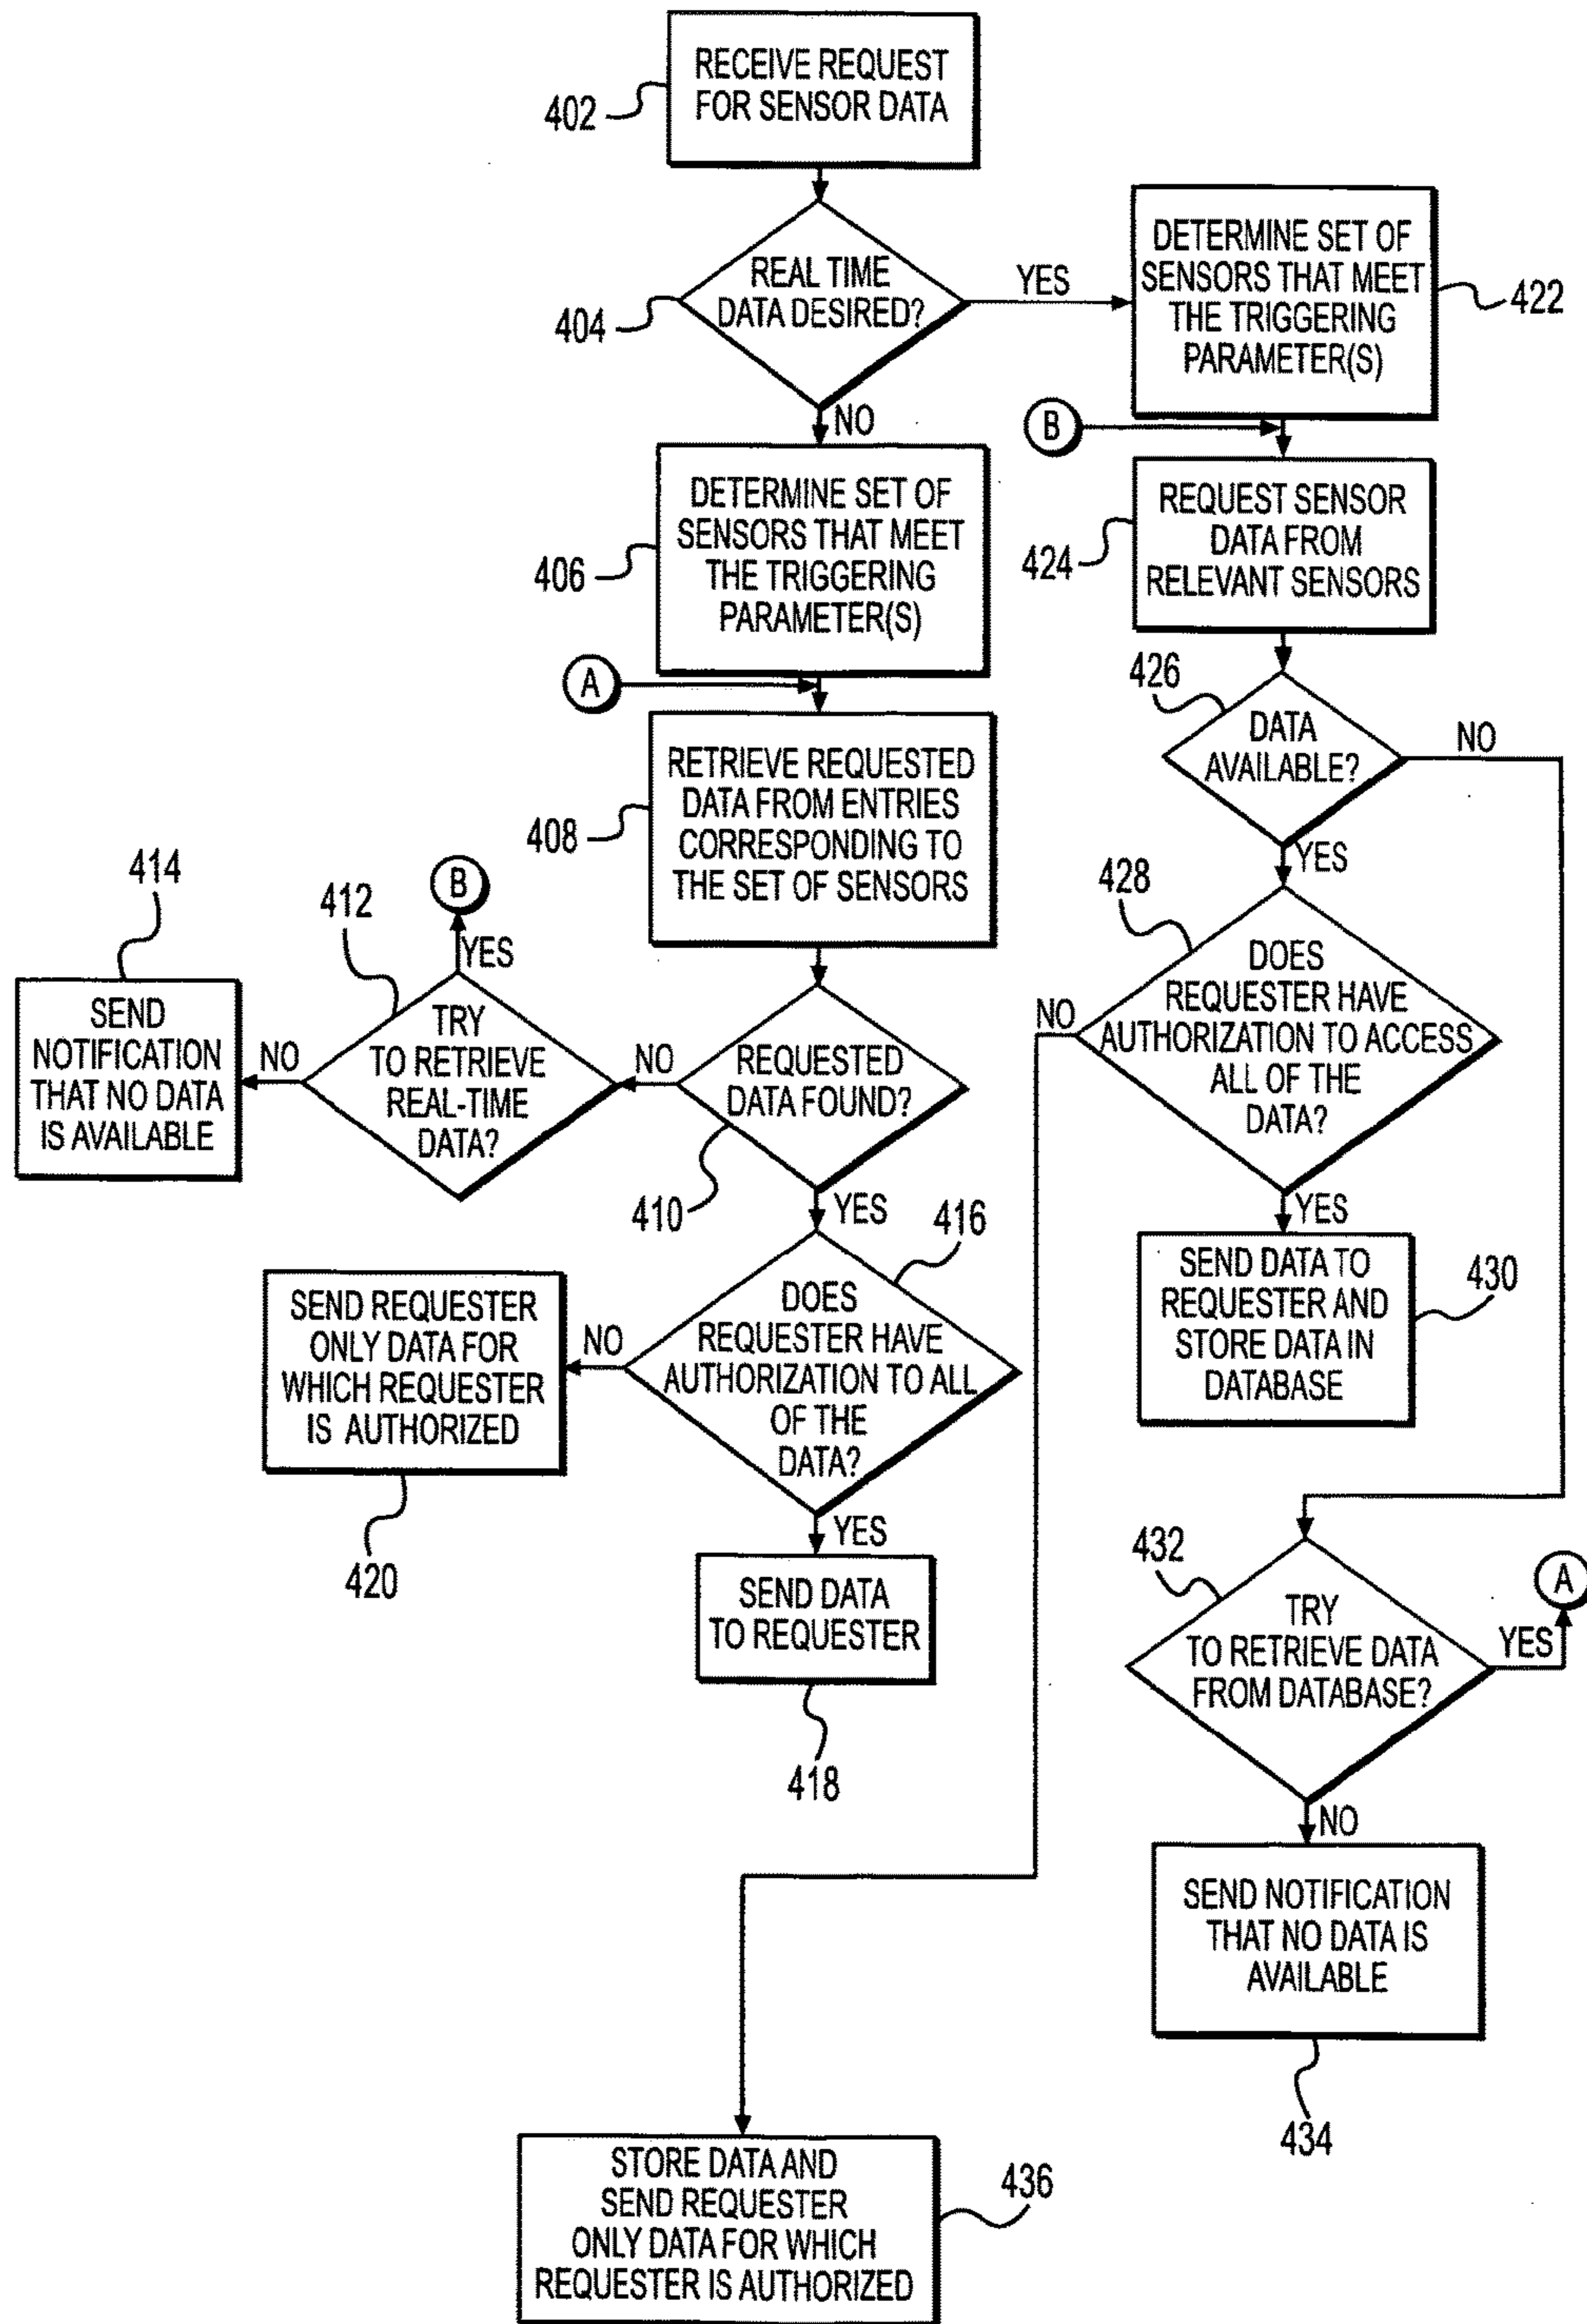 RECEIVE REQUEST
FOR SENSOR DATA
402
REAL TIME
DATA DESIRED?
404
YES
NO
DETERMINE SET OF
SENSORS THAT MEET
THE TRIGGERING
PARAMETER(S)
422
B
DETERMINE SET OF
SENSORS THAT MEET
THE TRIGGERING
PARAMETER(S)
406
REQUEST SENSOR
DATA FROM
RELEVANT SENSORS
424
A
RETRIEVE REQUESTED
DATA FROM ENTRIES
CORRESPONDING TO
THE SET OF SENSORS
408
426
DATA
AVAILABLE?
NO
YES
414
SEND
NOTIFICATION
THAT NO DATA
IS AVAILABLE
412
B
YES
TRY
TO RETRIEVE
REAL-TIME
DATA?
NO
NO
REQUESTED
DATA FOUND?
410
YES
428
DOES
REQUESTER HAVE
AUTHORIZATION TO ACCESS
ALL OF THE
DATA?
NO
YES
416
DOES
REQUESTER HAVE
AUTHORIZATION TO ALL
OF THE
DATA?
NO
YES
SEND REQUESTER
ONLY DATA FOR
WHICH REQUESTER
IS AUTHORIZED
420
SEND DATA TO
REQUESTER AND
STORE DATA IN
DATABASE
430
SEND DATA
TO REQUESTER
418
432
TRY
TO RETRIEVE DATA
FROM DATABASE?
YES
A
NO
SEND NOTIFICATION
THAT NO DATA IS
AVAILABLE
434
STORE DATA AND
SEND REQUESTER
ONLY DATA FOR WHICH
REQUESTER IS AUTHORIZED
436